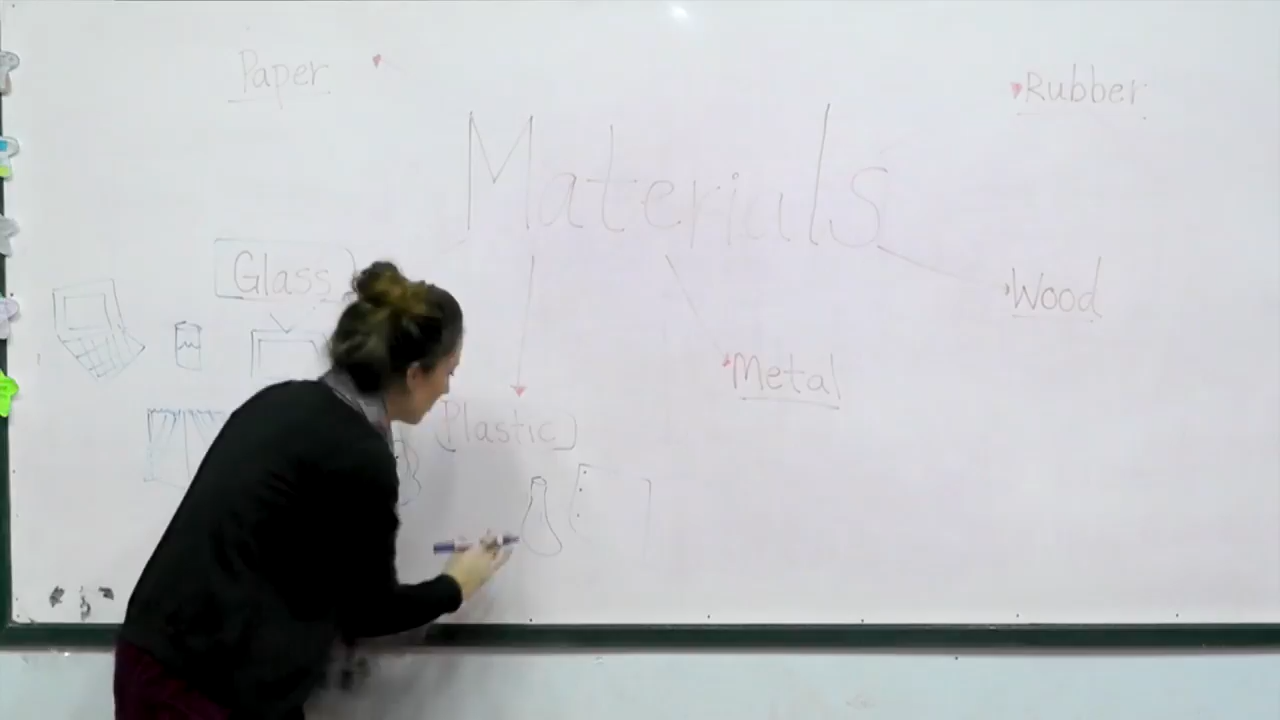 Paper
Rubber
Materials
Glass
Wood
Metal
Plastic